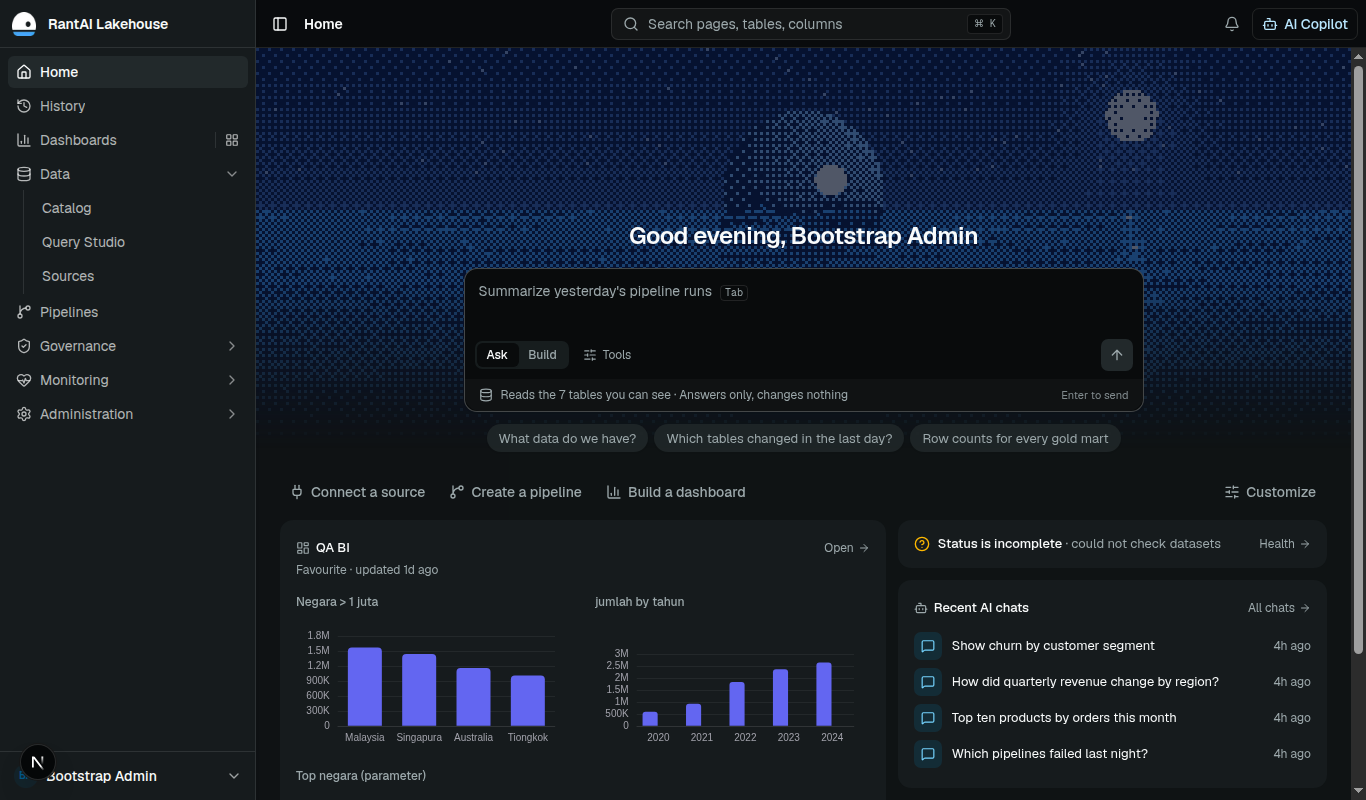 RantAI Lakehouse
Home
Search pages, tables, columns
⌘ K
AI Copilot
Home
History
Dashboards
Data
Catalog
Query Studio
Sources
Pipelines
Governance
Monitoring
Administration
N
Bootstrap Admin
Good evening, Bootstrap Admin
Summarize yesterday's pipeline runs Tab
Ask Build Tools
Reads the 7 tables you can see · Answers only, changes nothing
Enter to send
What data do we have?
Which tables changed in the last day?
Row counts for every gold mart
Connect a source
Create a pipeline
Build a dashboard
Customize
QA BI
Open
Favourite · updated 1d ago
Negara > 1 juta
1.8M
1.5M
1.2M
900K
600K
300K
0
Malaysia Singapura Australia Tiongkok
jumlah by tahun
3M
2.5M
2M
1.5M
1M
500K
0
2020 2021 2022 2023 2024
Top negara (parameter)
Status is incomplete · could not check datasets
Health
Recent AI chats
All chats
Show churn by customer segment 4h ago
How did quarterly revenue change by region? 4h ago
Top ten products by orders this month 4h ago
Which pipelines failed last night? 4h ago